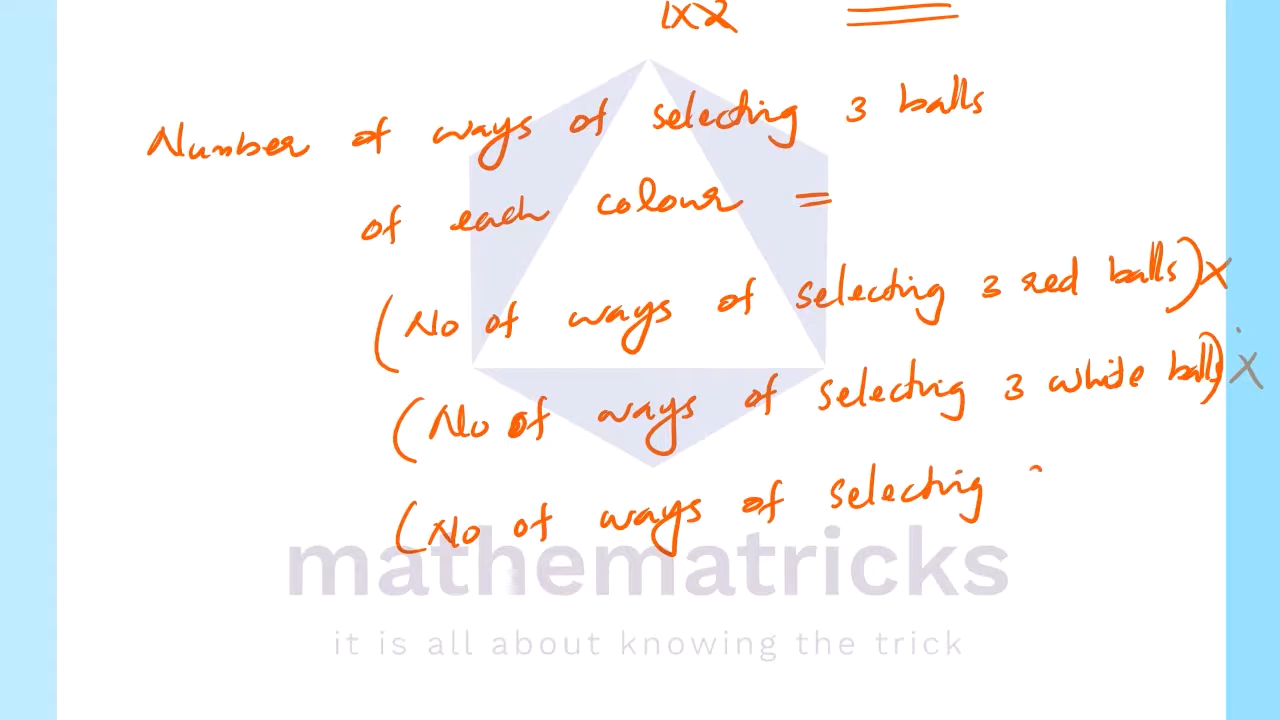 1x2
Number of ways of selecting 3 balls
of each colour =
(No of ways of selecting 3 red balls) x
(No of ways of selecting 3 white balls) x
(No of ways of selecting
mathematricks
it is all about knowing the trick